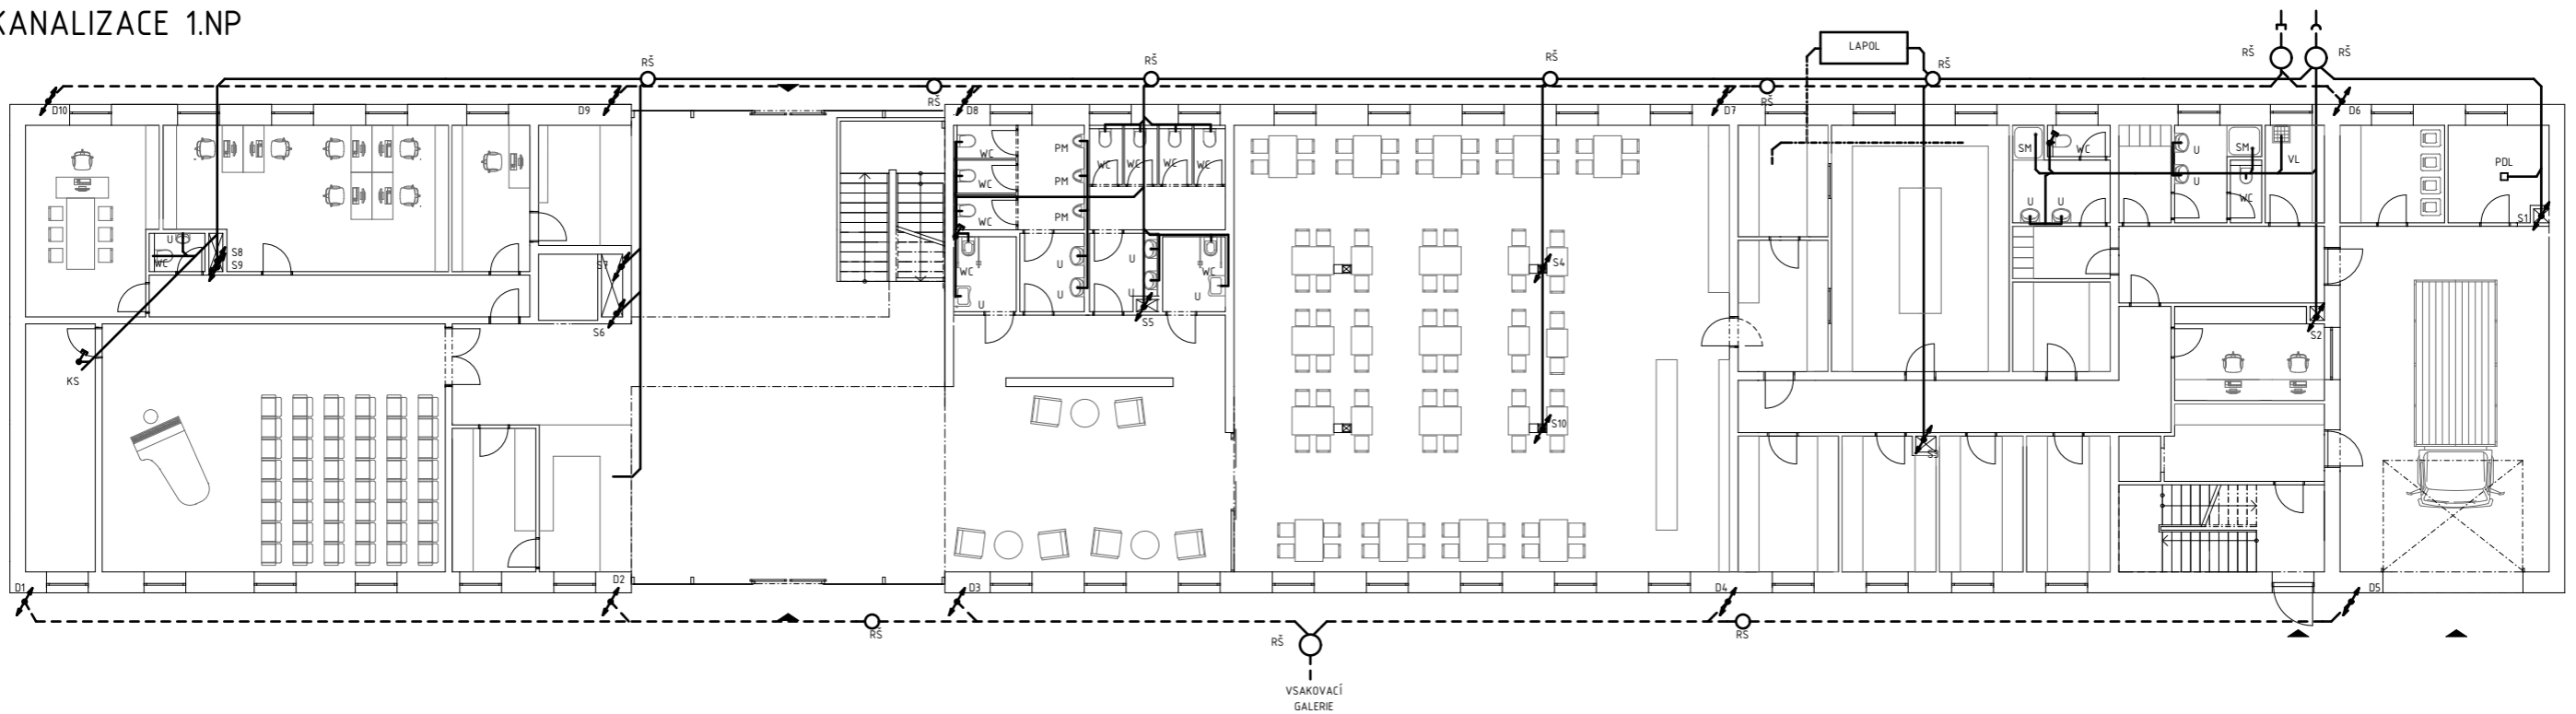 KANALIZACE 1.NP
LAPOL
RŠ RŠ RŠ RŠ RŠ RŠ
D10 D9 RŠ D8 D7 RŠ D6
WC PM WC WC WC WC SM WC U SM VL PDL
WC PM U
WC PM U U WC S1
U S8 WC
WC S9 S7 WC U U WC S4
U U U
S6 S5 S2
KS
S10
S3
D1 D2 D3 D4 D5
RŠ RŠ RŠ
VSAKOVACÍ
GALERIE